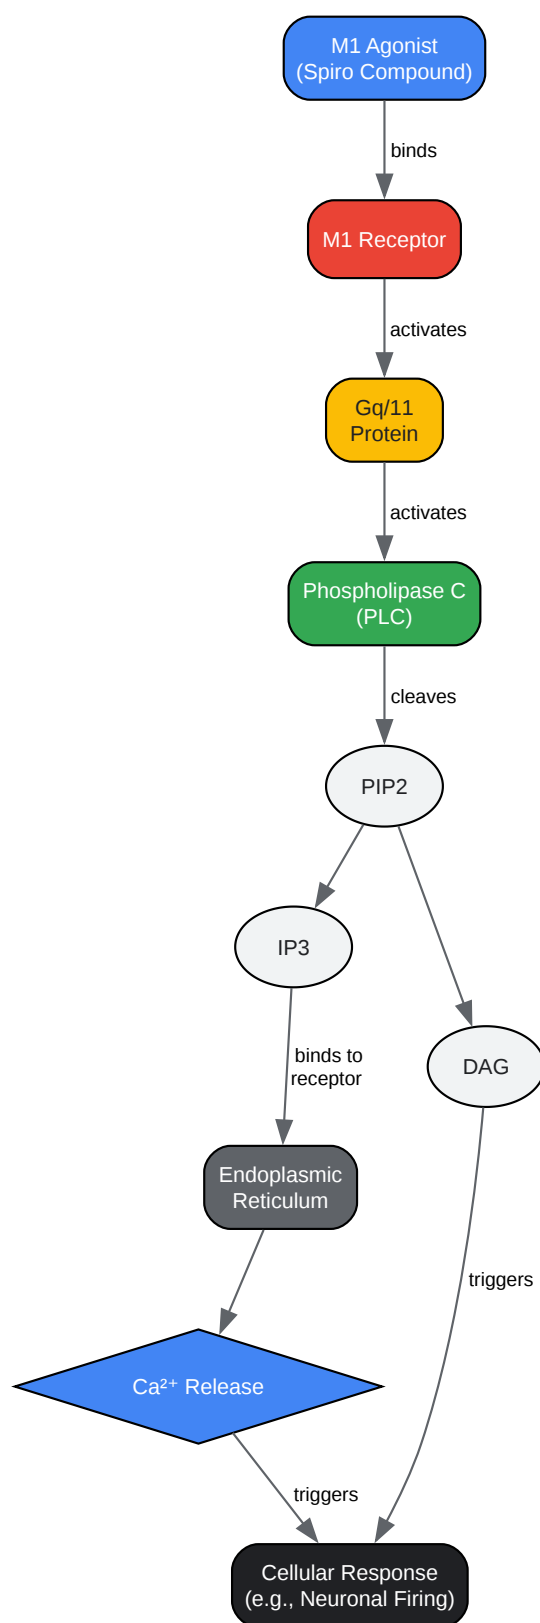 M1 Agonist
(Spiro Compound)
binds
M1 Receptor
activates
Gq/11
Protein
activates
Phospholipase C
(PLC)
cleaves
PIP2
IP3
DAG
binds to
receptor
Endoplasmic
Reticulum
triggers
Ca²⁺ Release
triggers
Cellular Response
(e.g., Neuronal Firing)